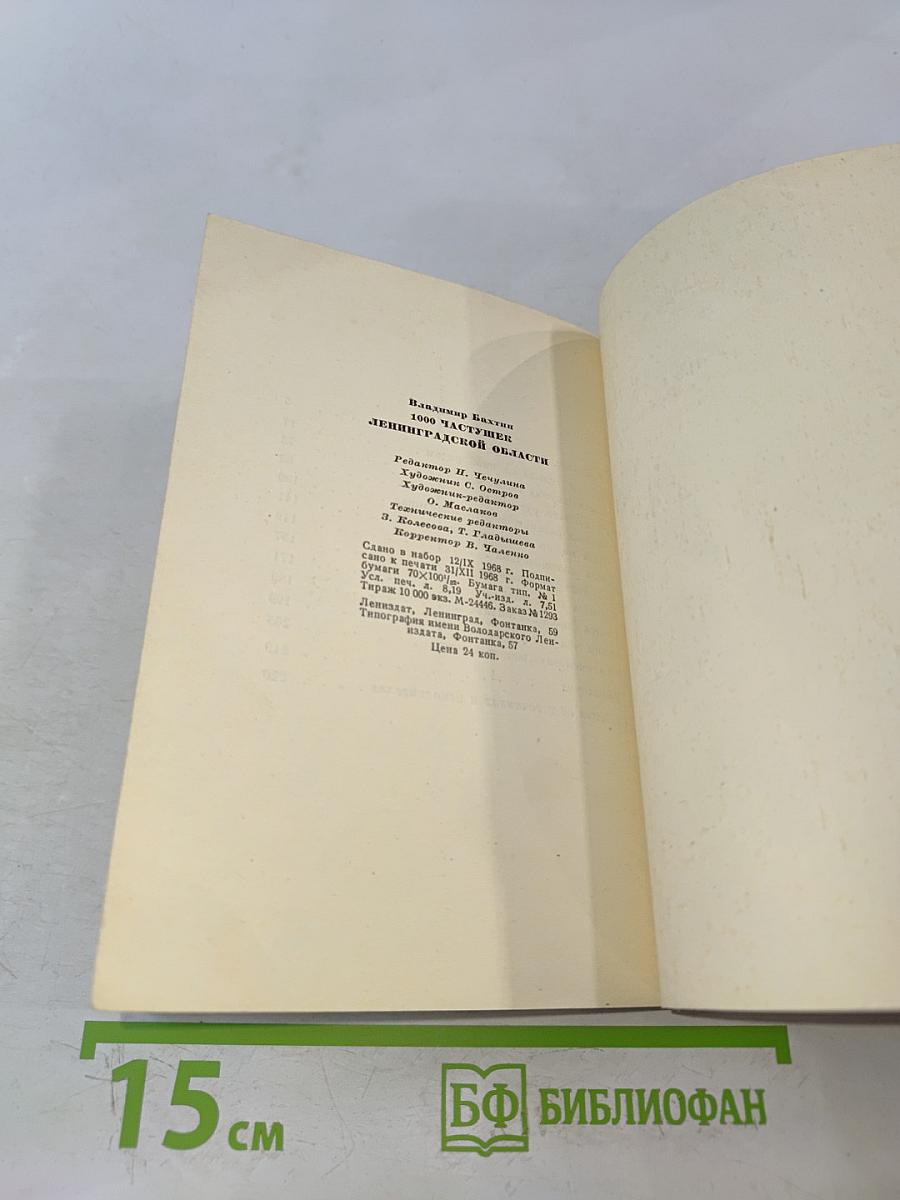 Владимир Бахтин
1000 ЧАСТУШЕК
ЛЕНИНГРАДСКОЙ ОБЛАСТИ
Редактор Н. Чечулина
Художник С. Остров
Художник-редактор
О. Маслаков
Технические редакторы
З. Колесова, Т. Гладышева
Корректор В. Чаленко
Сдано в набор 12/IX 1968 г. Подпи-
сано к печати 31/XII 1968 г. Формат
бумаги 70×100¹/₃₂. Бумага тип. № 1
Усл. печ. л. 8,19 Уч.-изд. л. 7,51
Тираж 10 000 экз. М-24446. Заказ № 1293
Лениздат, Ленинград, Фонтанка, 59
Типография имени Володарского Лен-
издата, Фонтанка, 57
Цена 24 коп.
15 см
БФ БИБЛИОФАН